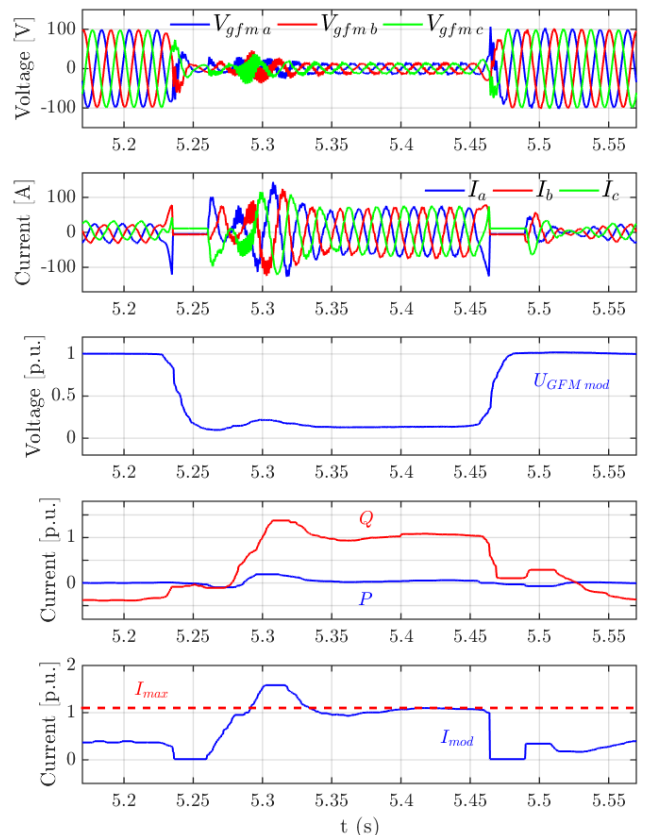 V_gfm a V_gfm b V_gfm c
Voltage [V]
100
0
-100
5.2 5.25 5.3 5.35 5.4 5.45 5.5 5.55
I_a I_b I_c
Current [A]
100
0
-100
5.2 5.25 5.3 5.35 5.4 5.45 5.5 5.55
Voltage [p.u.]
1
0.5
0
U_GFM mod
5.2 5.25 5.3 5.35 5.4 5.45 5.5 5.55
Current [p.u.]
1
0
Q
P
5.2 5.25 5.3 5.35 5.4 5.45 5.5 5.55
Current [p.u.]
2
1
0
I_max
I_mod
5.2 5.25 5.3 5.35 5.4 5.45 5.5 5.55
t (s)